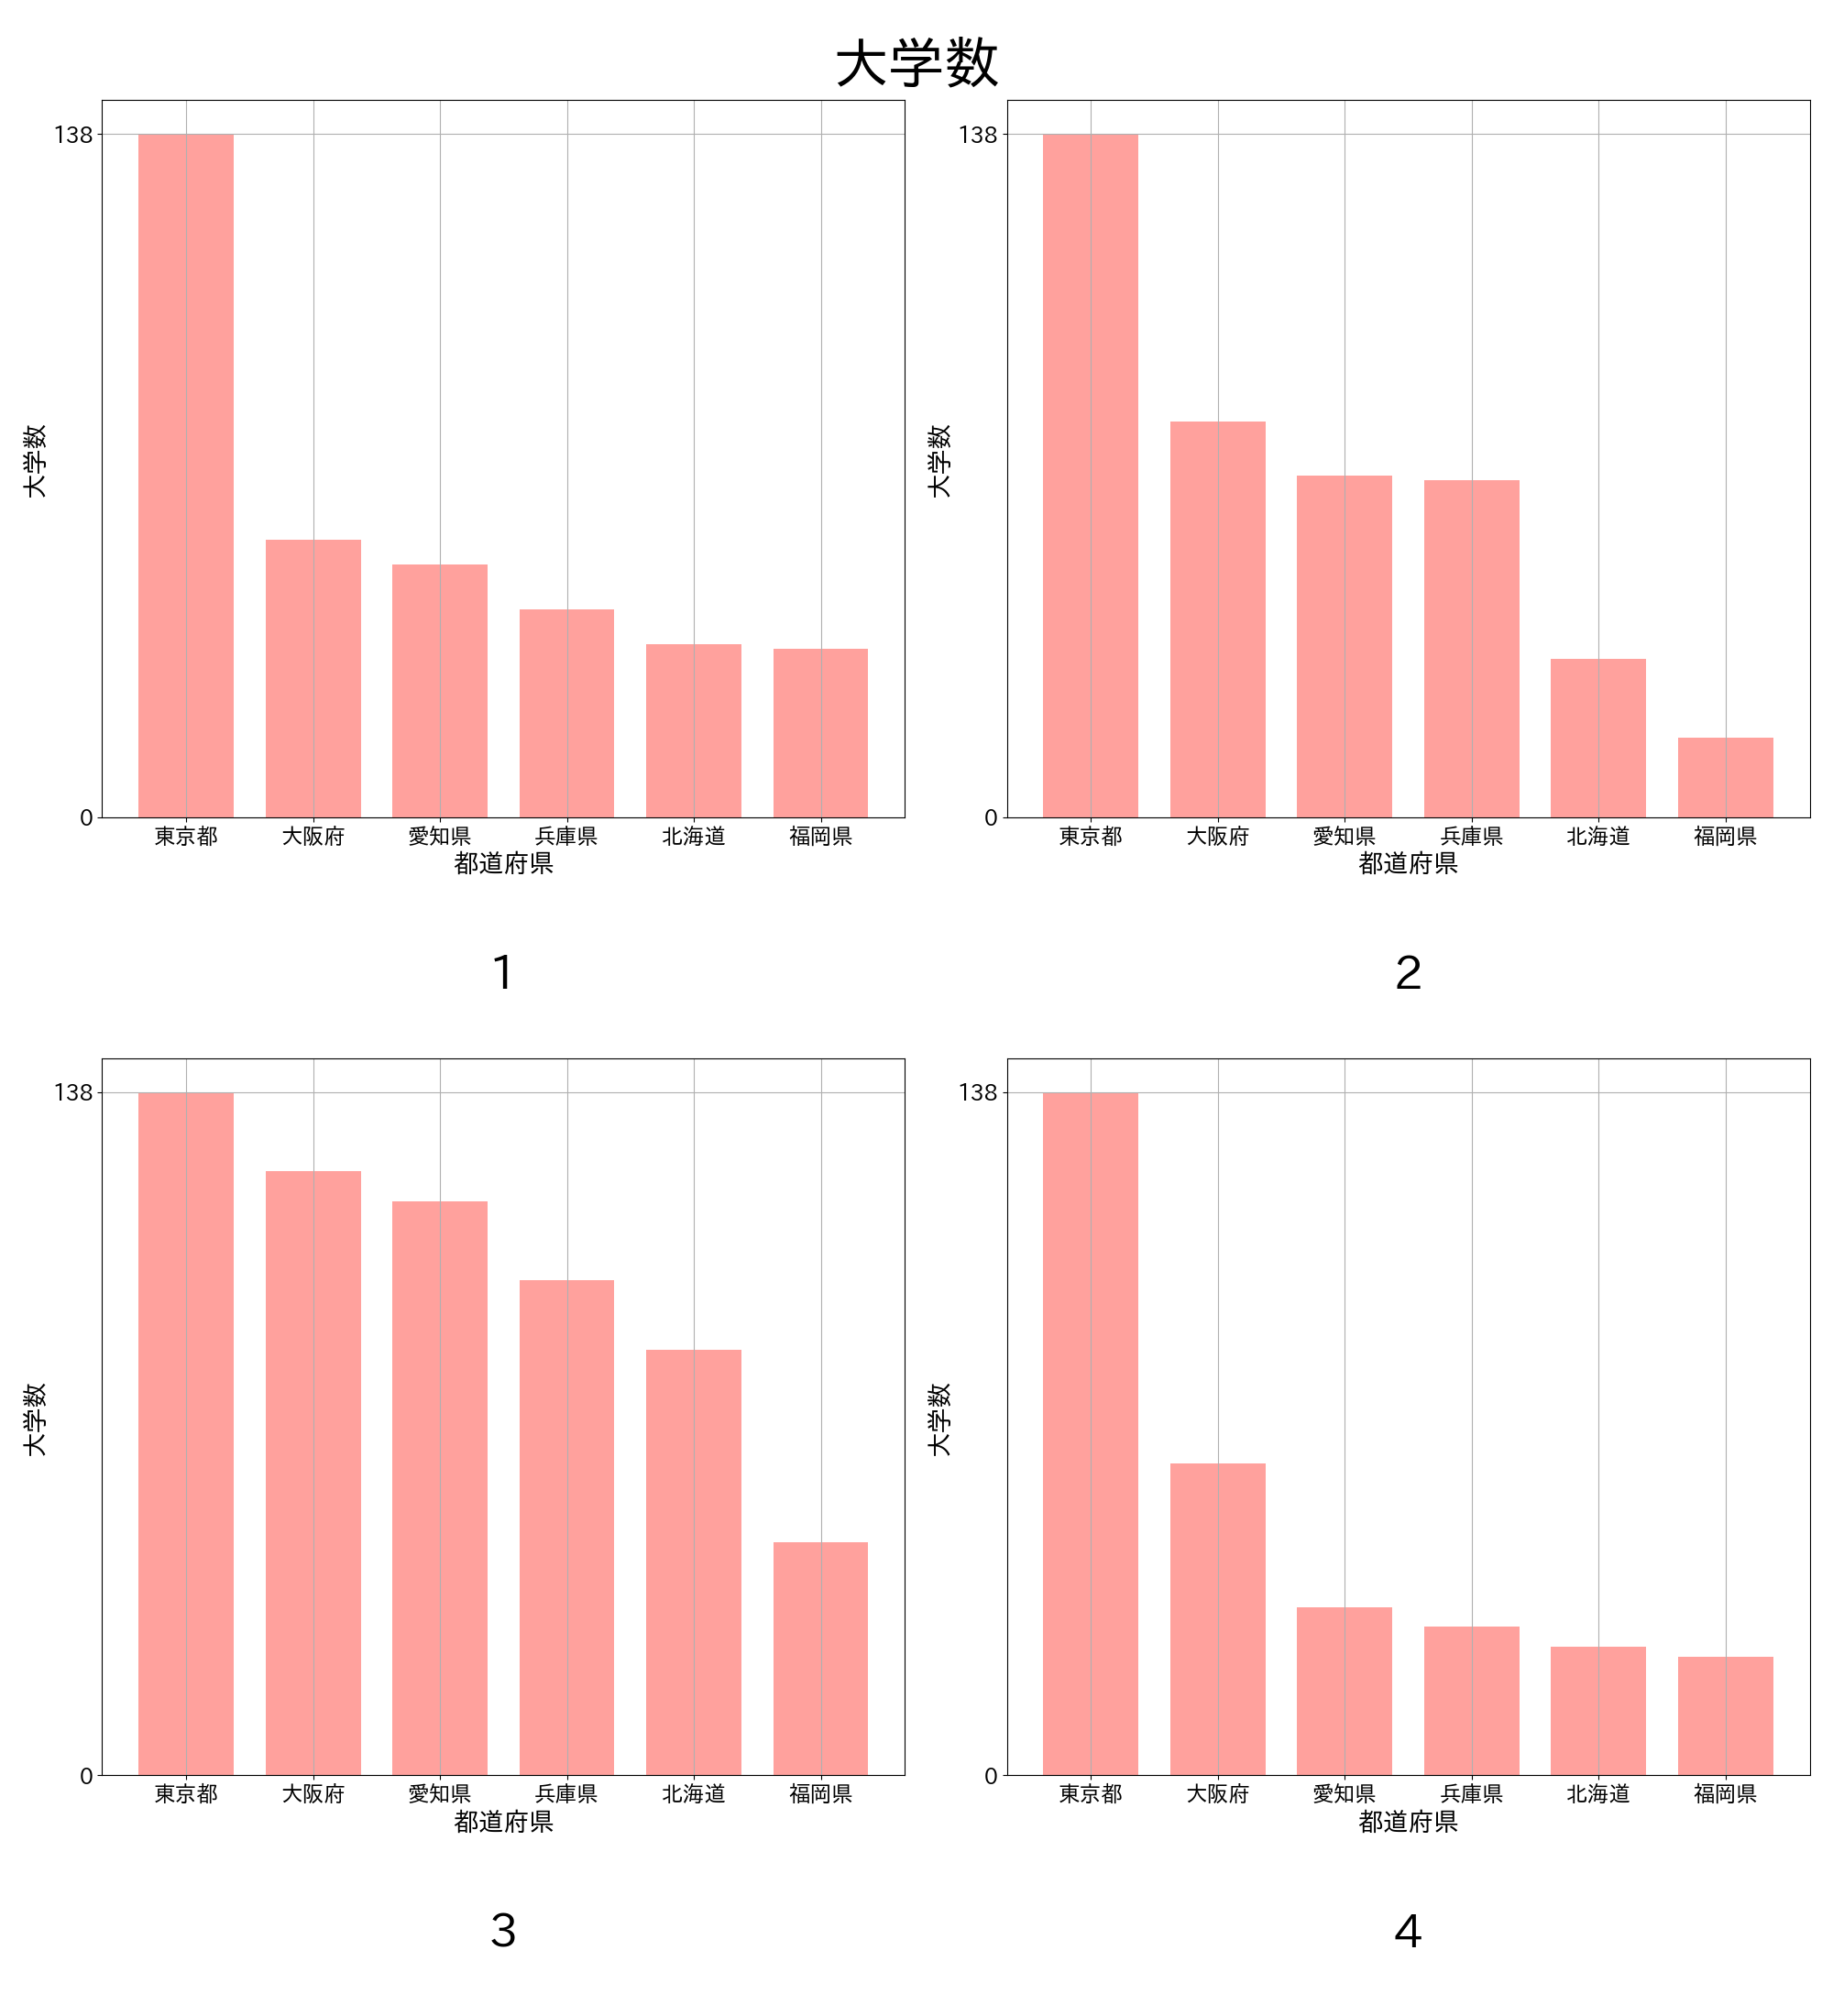 大学数
138
0
大学数
東京都 大阪府 愛知県 兵庫県 北海道 福岡県
都道府県
1
138
0
大学数
東京都 大阪府 愛知県 兵庫県 北海道 福岡県
都道府県
2
138
0
大学数
東京都 大阪府 愛知県 兵庫県 北海道 福岡県
都道府県
3
138
0
大学数
東京都 大阪府 愛知県 兵庫県 北海道 福岡県
都道府県
4